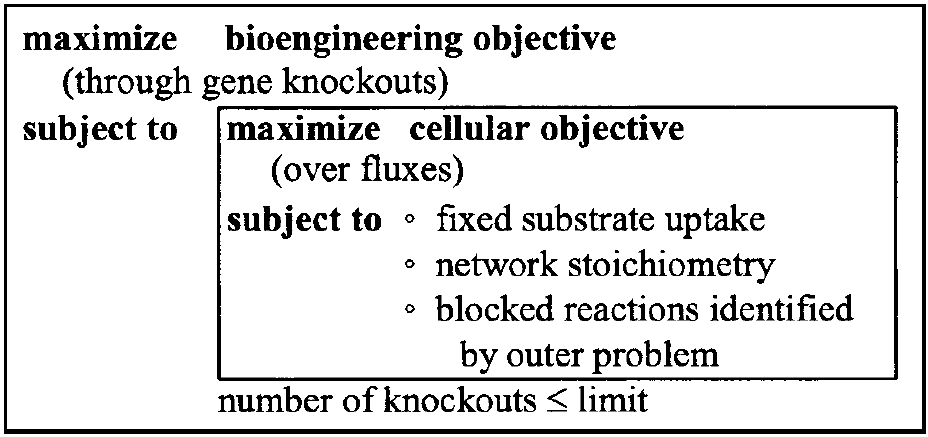 maximize bioengineering objective
(through gene knockouts)
subject to maximize cellular objective
(over fluxes)
subject to ∘ fixed substrate uptake
∘ network stoichiometry
∘ blocked reactions identified
by outer problem
number of knockouts ≤ limit